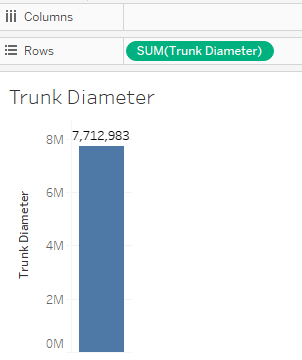 Columns
Rows
SUM(Trunk Diameter)
Trunk Diameter
7,712,983
8M
6M
4M
2M
0M
Trunk Diameter